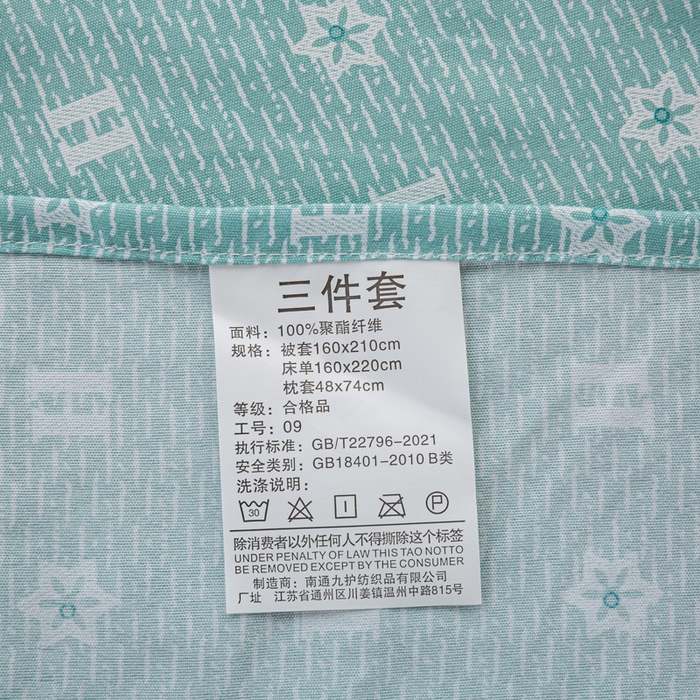 三件套
面料：100%聚酯纤维
规格：被套160x210cm
床单160x220cm
枕套48x74cm
等级：合格品
工号：09
执行标准：GB/T22796-2021
安全类别：GB18401-2010 B类
洗涤说明：
30 P
除消费者以外任何人不得撕除这个标签
UNDER PENALTY OF LAW THIS TAO NOTTO
BE REMOVED EXCEPT BY THE CONSUMER
制造商：南通九护纺织品有限公司
厂址 江苏省通州区川姜镇温州中路815号